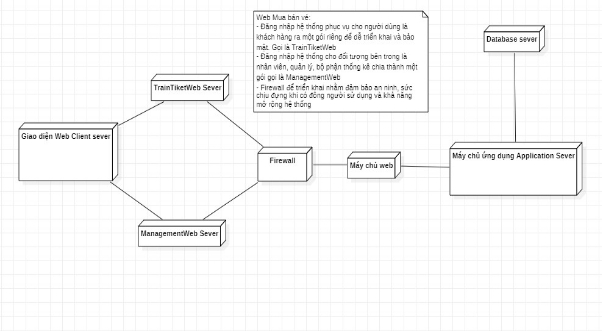 Web Mua bán vé:
- Đăng nhập hệ thống phục vụ cho người dùng là
khách hàng ra một gói riêng để dễ triển khai và bảo
mật. Gọi là TrainTiketWeb
- Đăng nhập hệ thống cho đối tượng bên trong là
nhân viên, quản lý, bộ phận thống kê chia thành một
gói gọi là ManagementWeb
- Firewall để triển khai nhằm đảm bảo an ninh, sức
chịu đựng khi có đông người sử dụng và khả năng
mở rộng hệ thống
Database sever
TrainTiketWeb Sever
Giao diện Web Client sever
Firewall
Máy chủ web
Máy chủ ứng dụng Application Sever
ManagementWeb Sever